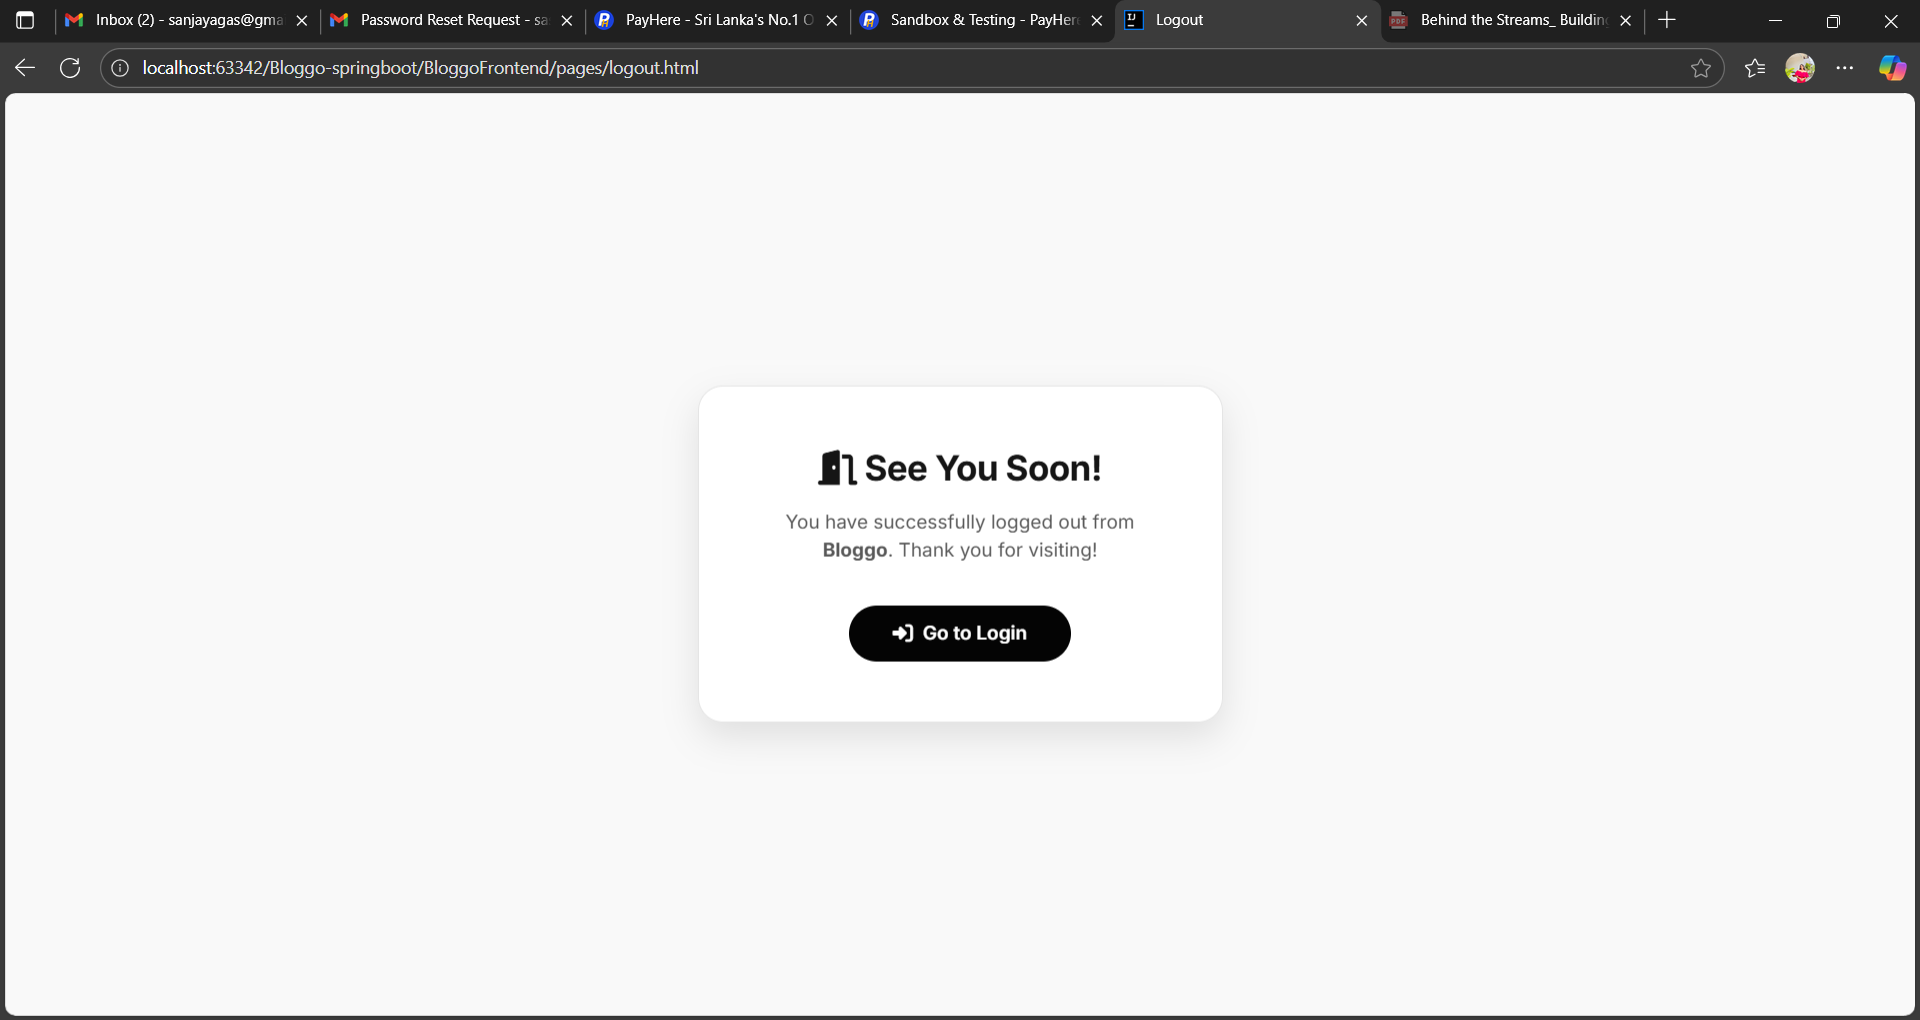 Inbox (2) - sanjayagas@gma
Password Reset Request - sa
PayHere - Sri Lanka's No.1 O
Sandbox & Testing - PayHere
Logout
Behind the Streams_ Building
localhost:63342/Bloggo-springboot/BloggoFrontend/pages/logout.html
See You Soon!
You have successfully logged out from
Bloggo. Thank you for visiting!
Go to Login